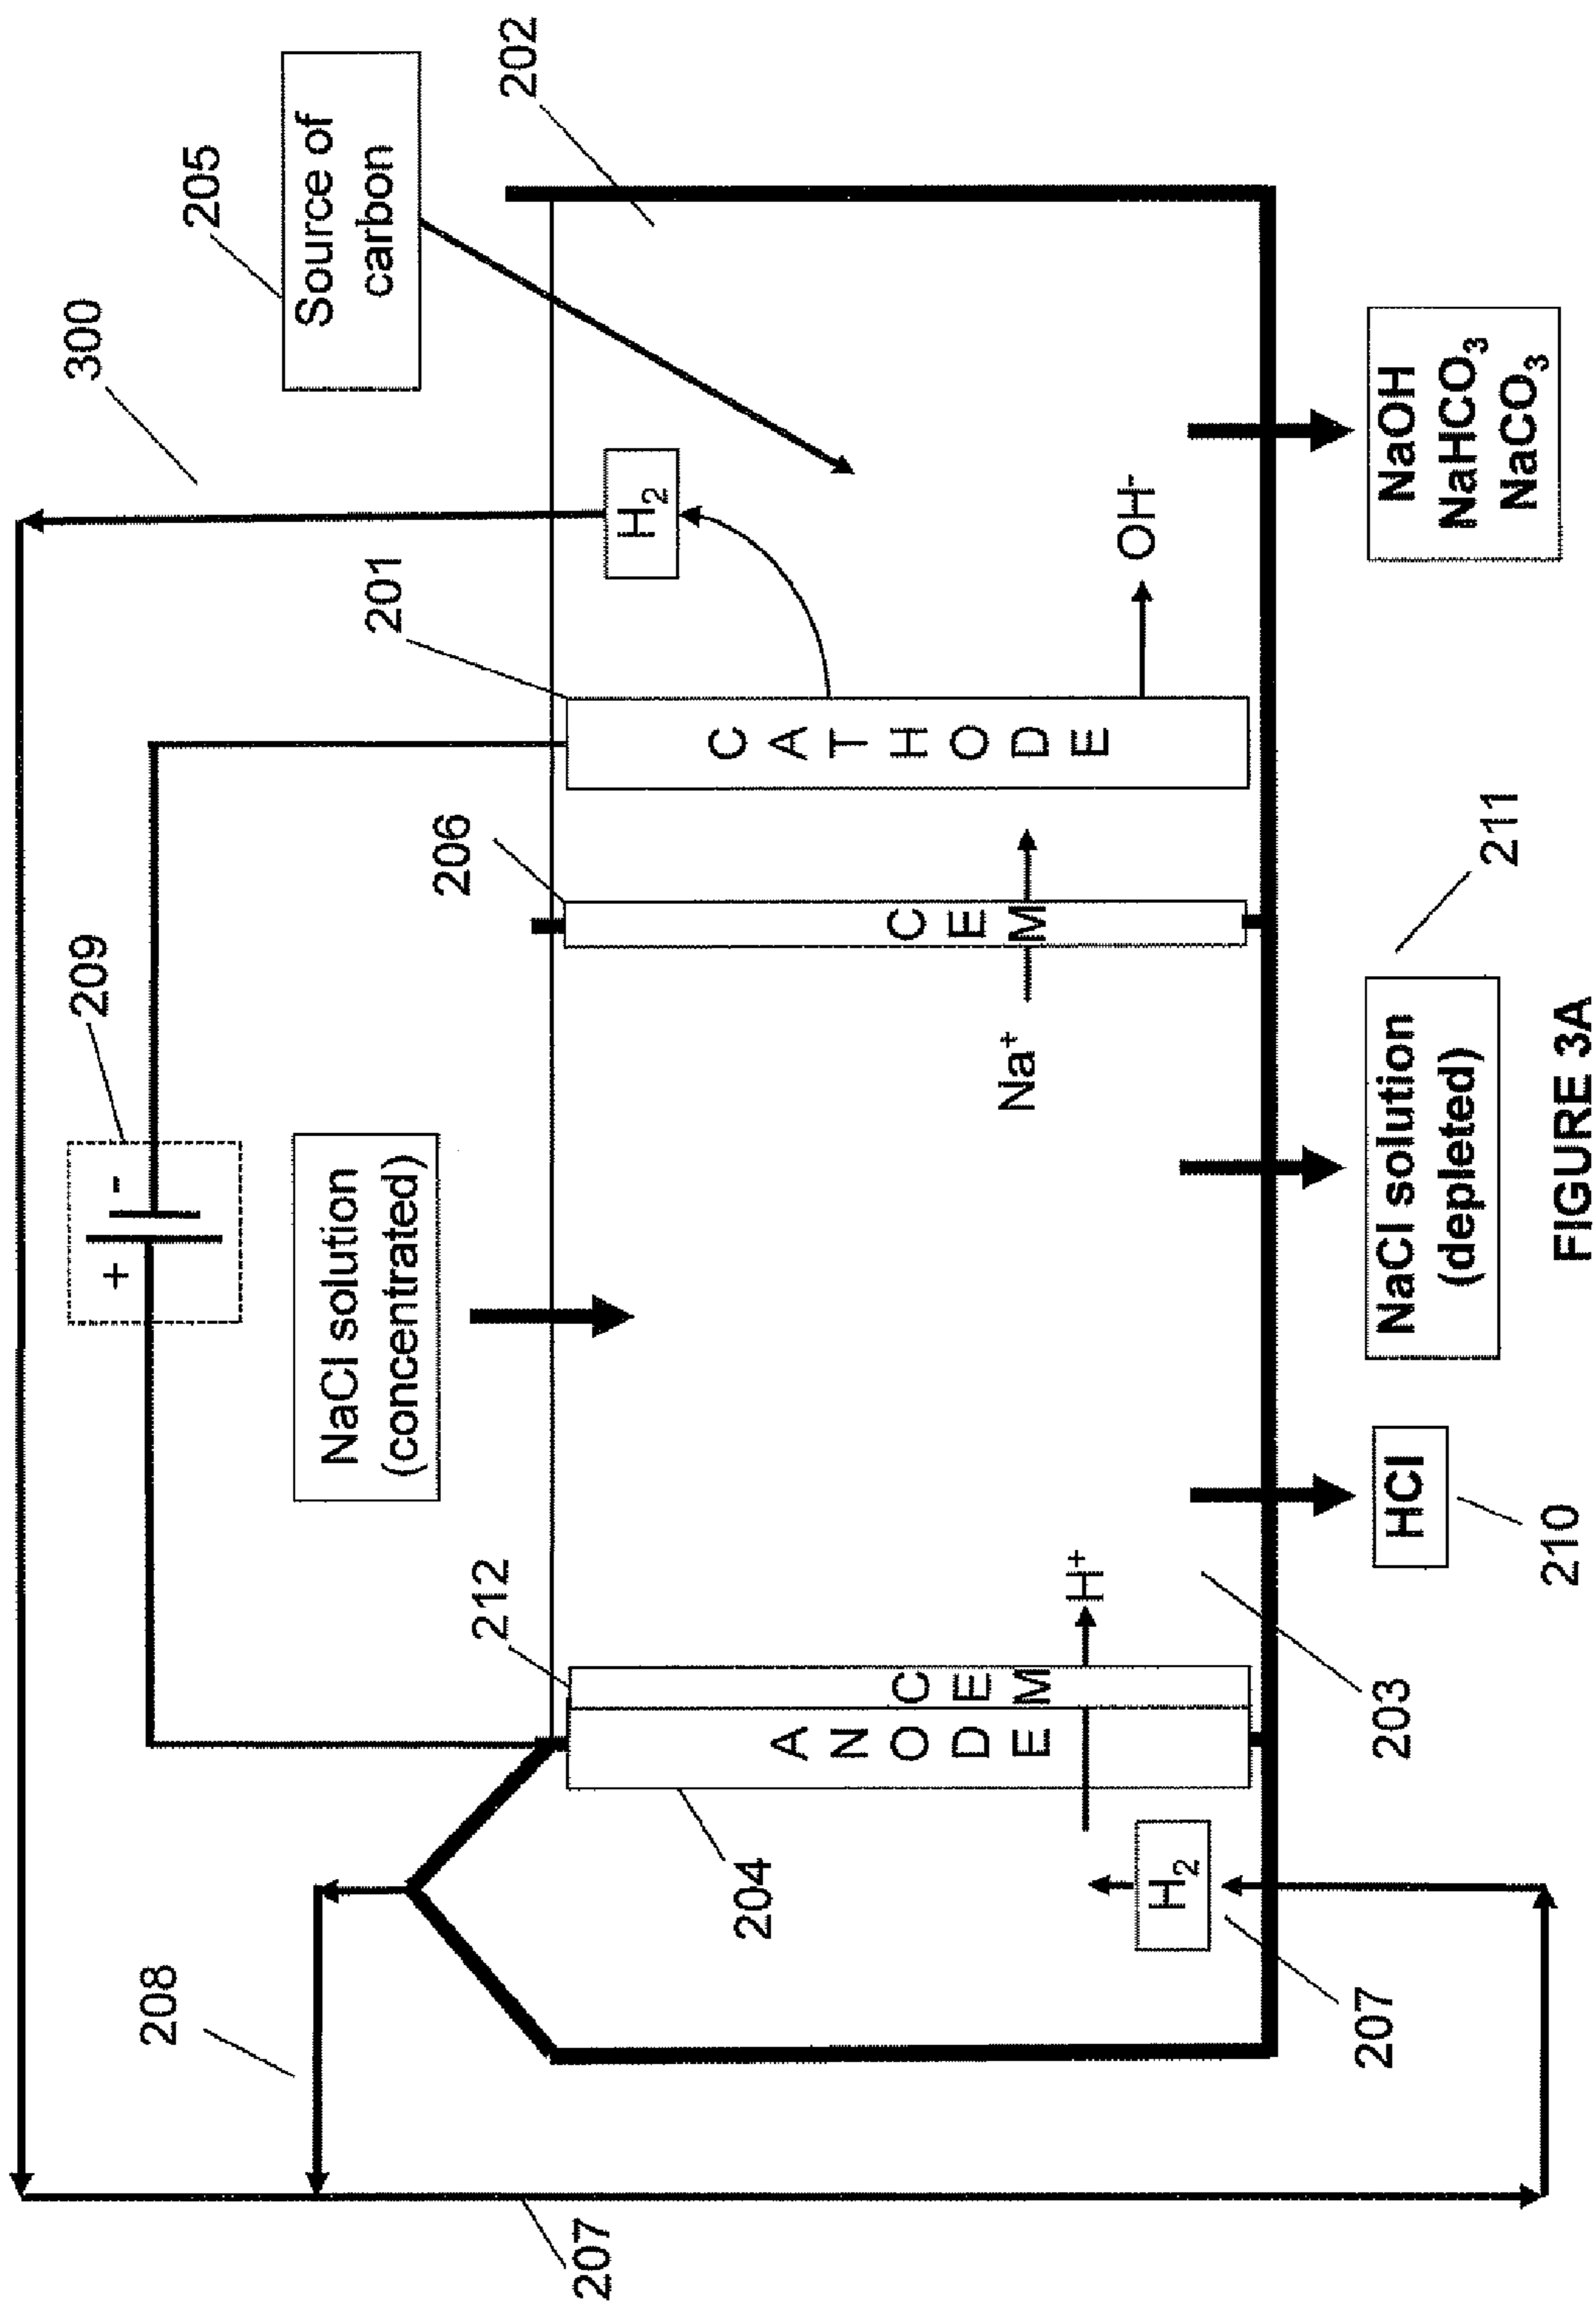 300
205
Source of
carbon
202
209
+ -
NaCl solution
(concentrated)
208
206
201
H2
212
207
204
ANODE
CEM
CEM
CATHODE
Na+
H+
OH-
H2
207
203
HCl
210
NaCl solution
(depleted)
211
NaOH
NaHCO3
NaCO3
FIGURE 3A